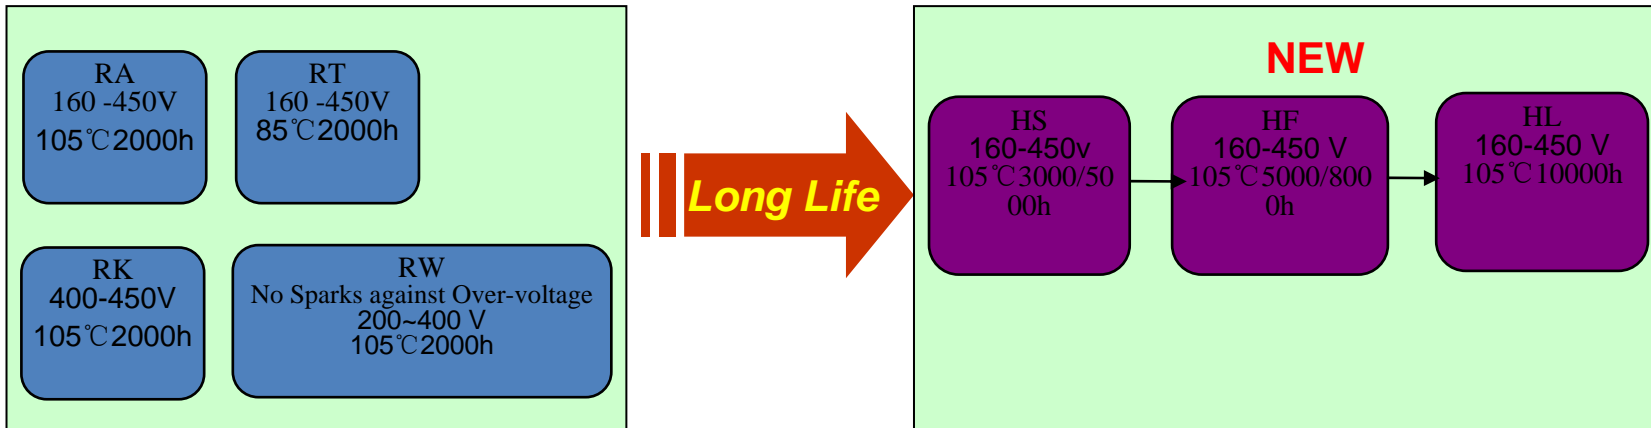 RA
160 -450V
105℃2000h
RT
160 -450V
85℃2000h
RK
400-450V
105℃2000h
RW
No Sparks against Over-voltage
200~400 V
105℃2000h
Long Life
NEW
HS
160-450v
105℃3000/50
00h
HF
160-450 V
105℃5000/800
0h
HL
160-450 V
105℃10000h